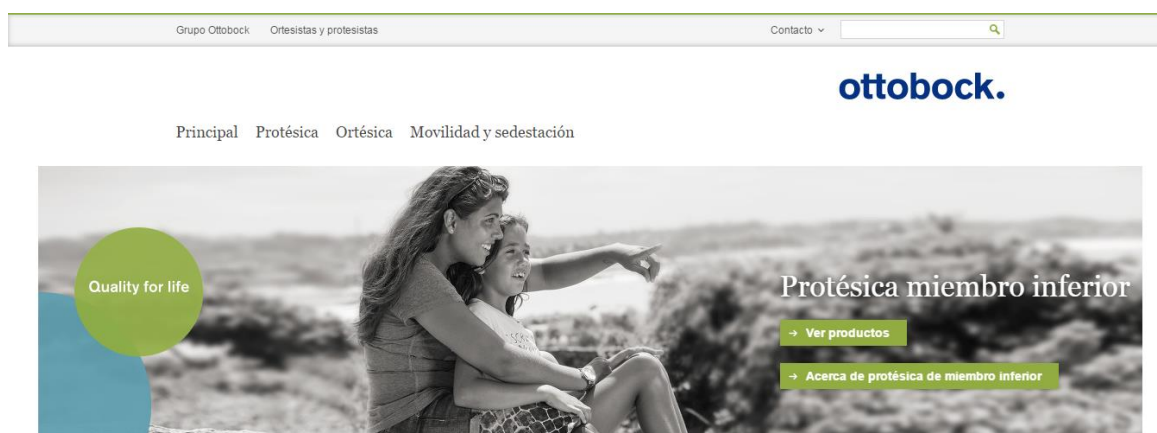 Grupo Ottobock Ortesistas y protesistas Contacto
ottobock.
Principal Protésica Ortésica Movilidad y sedestación
Quality for life
Protésica miembro inferior
→ Ver productos
→ Acerca de protésica de miembro inferior